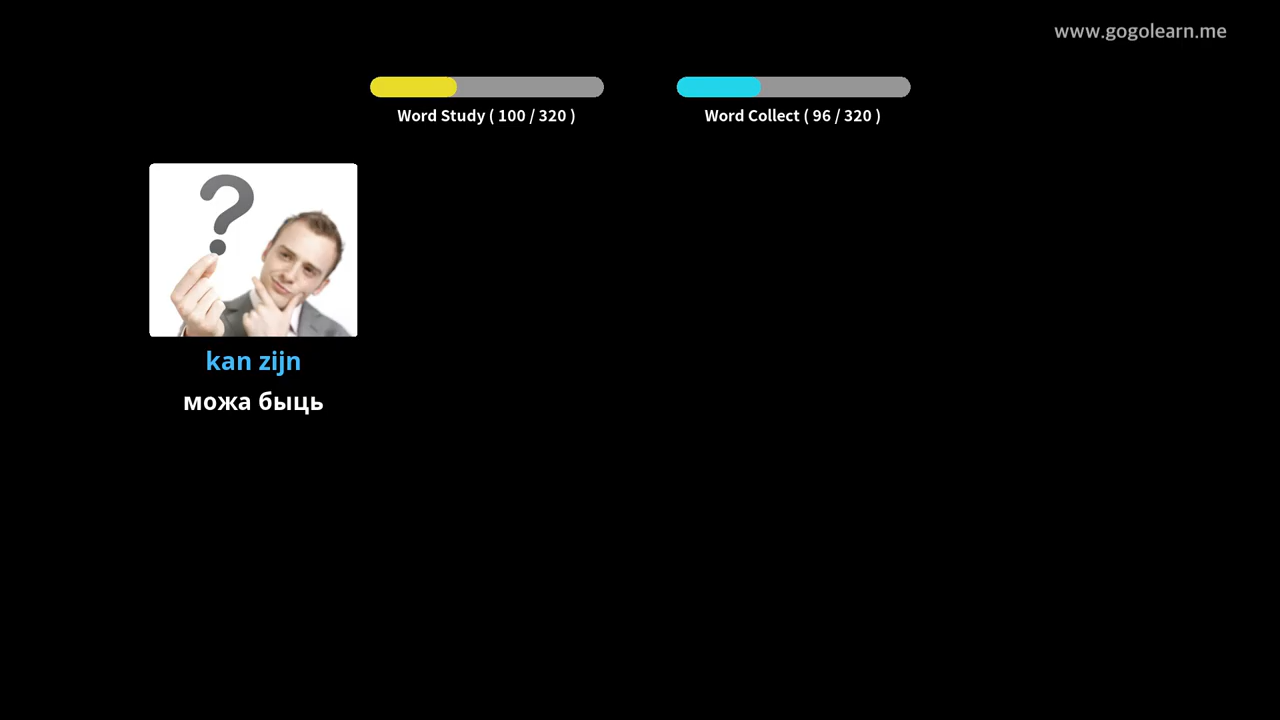 www.gogolearn.me
Word Study ( 100 / 320 )
Word Collect ( 96 / 320 )
?
kan zijn
можа быць